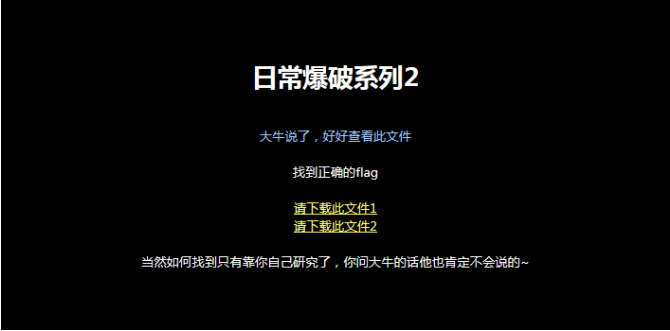 日常爆破系列2
大牛说了，好好查看此文件
找到正确的flag
请下载此文件1
请下载此文件2
当然如何找到只有靠你自己研究了，你问大牛的话他也肯定不会说的~